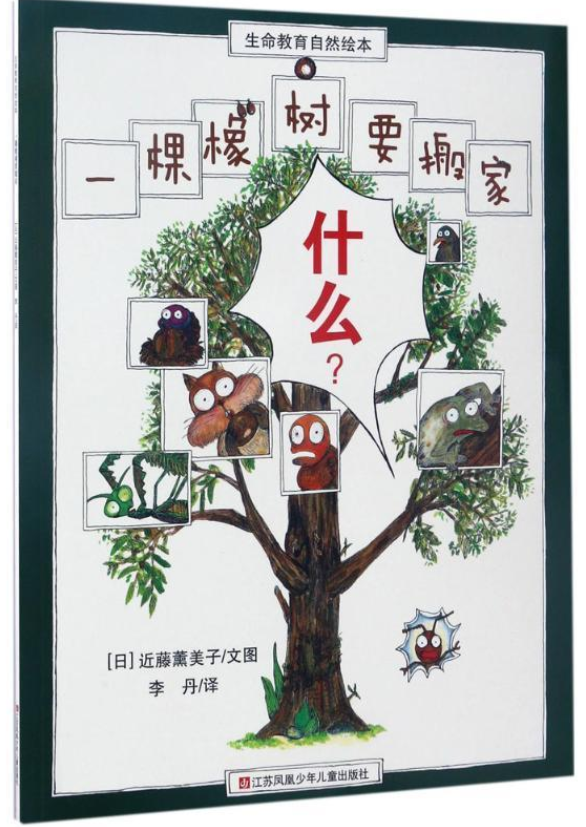 生命教育自然绘本
一棵橡树要搬家
什么?
[日]近藤薰美子/文图
李 丹/译
江苏凤凰少年儿童出版社